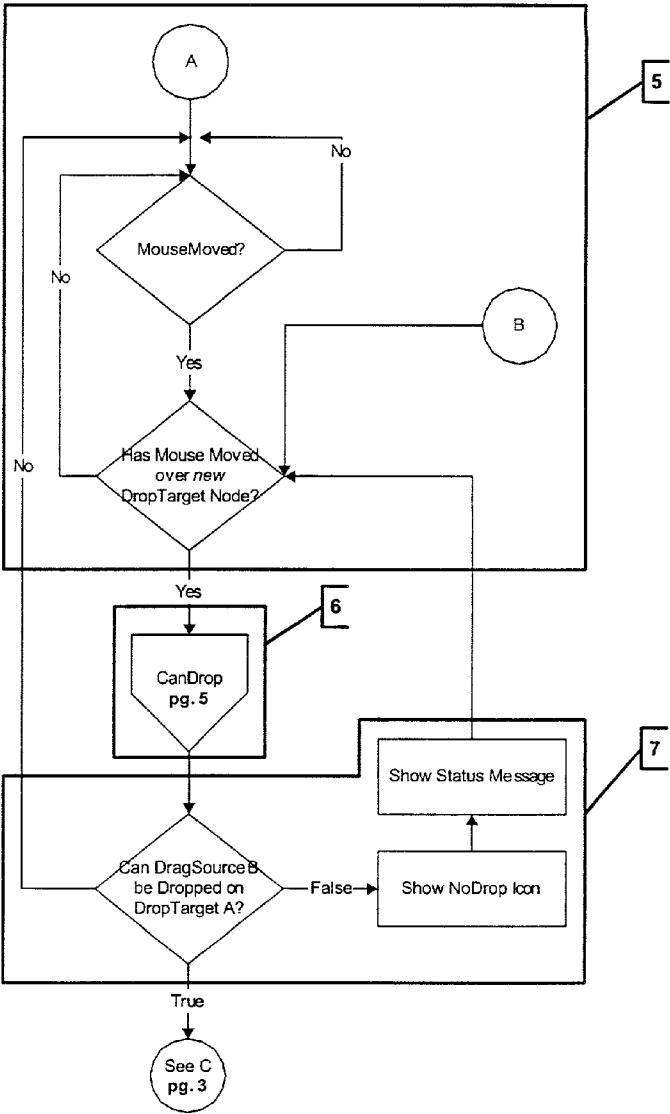 A
5
No
MouseMoved?
No
B
Yes
Has Mouse Moved
over new
DropTarget Node?
No
Yes
6
CanDrop
pg. 5
7
Show Status Message
Can DragSource B
be Dropped on
DropTarget A?
False
Show NoDrop Icon
True
See C
pg. 3